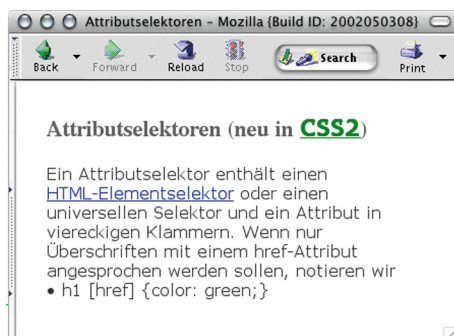 Attributselektoren – Mozilla {Build ID: 2002050308}
Back Forward Reload Stop Search Print
Attributselektoren (neu in CSS2)
Ein Attributselektor enthält einen
HTML-Elementselektor oder einen
universellen Selektor und ein Attribut in
viereckigen Klammern. Wenn nur
Überschriften mit einem href-Attribut
angesprochen werden sollen, notieren wir
• h1 [href] {color: green;}